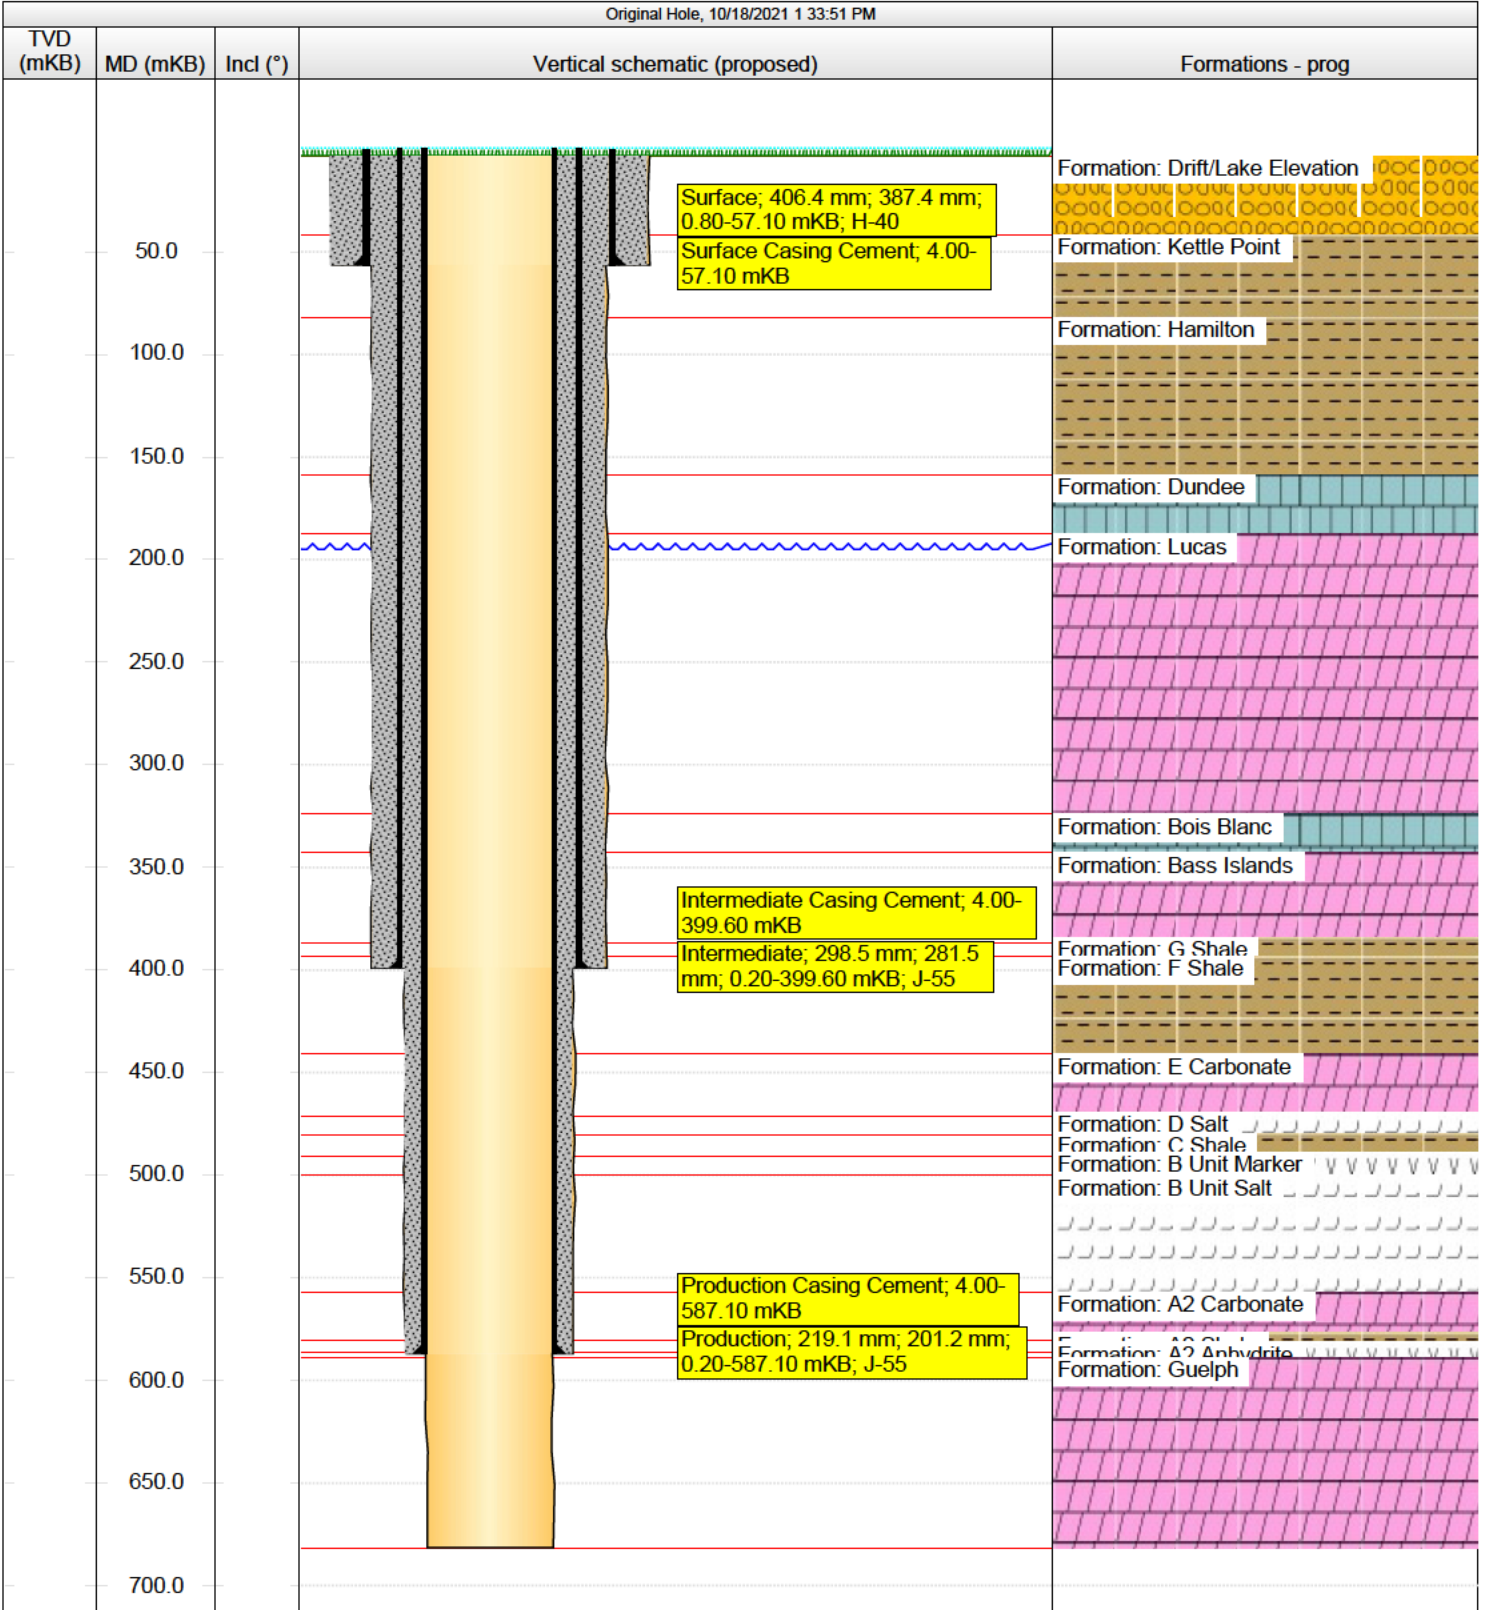 Original Hole, 10/18/2021 1 33:51 PM
TVD
(mKB)
MD (mKB)
Incl (°)
Vertical schematic (proposed)
Formations - prog
Formation: Drift/Lake Elevation
Surface; 406.4 mm; 387.4 mm;
0.80-57.10 mKB; H-40
Formation: Kettle Point
50.0
Surface Casing Cement; 4.00-
57.10 mKB
Formation: Hamilton
100.0
150.0
Formation: Dundee
Formation: Lucas
200.0
250.0
300.0
Formation: Bois Blanc
350.0
Formation: Bass Islands
Intermediate Casing Cement; 4.00-
399.60 mKB
Formation: G Shale
Intermediate; 298.5 mm; 281.5
mm; 0.20-399.60 mKB; J-55
400.0
Formation: F Shale
450.0
Formation: E Carbonate
Formation: D Salt
Formation: C Shale
Formation: B Unit Marker
500.0
Formation: B Unit Salt
550.0
Production Casing Cement; 4.00-
587.10 mKB
Formation: A2 Carbonate
Production; 219.1 mm; 201.2 mm;
0.20-587.10 mKB; J-55
Formation: A2 Shale
Formation: A2 Anhydrite
Formation: Guelph
600.0
650.0
700.0